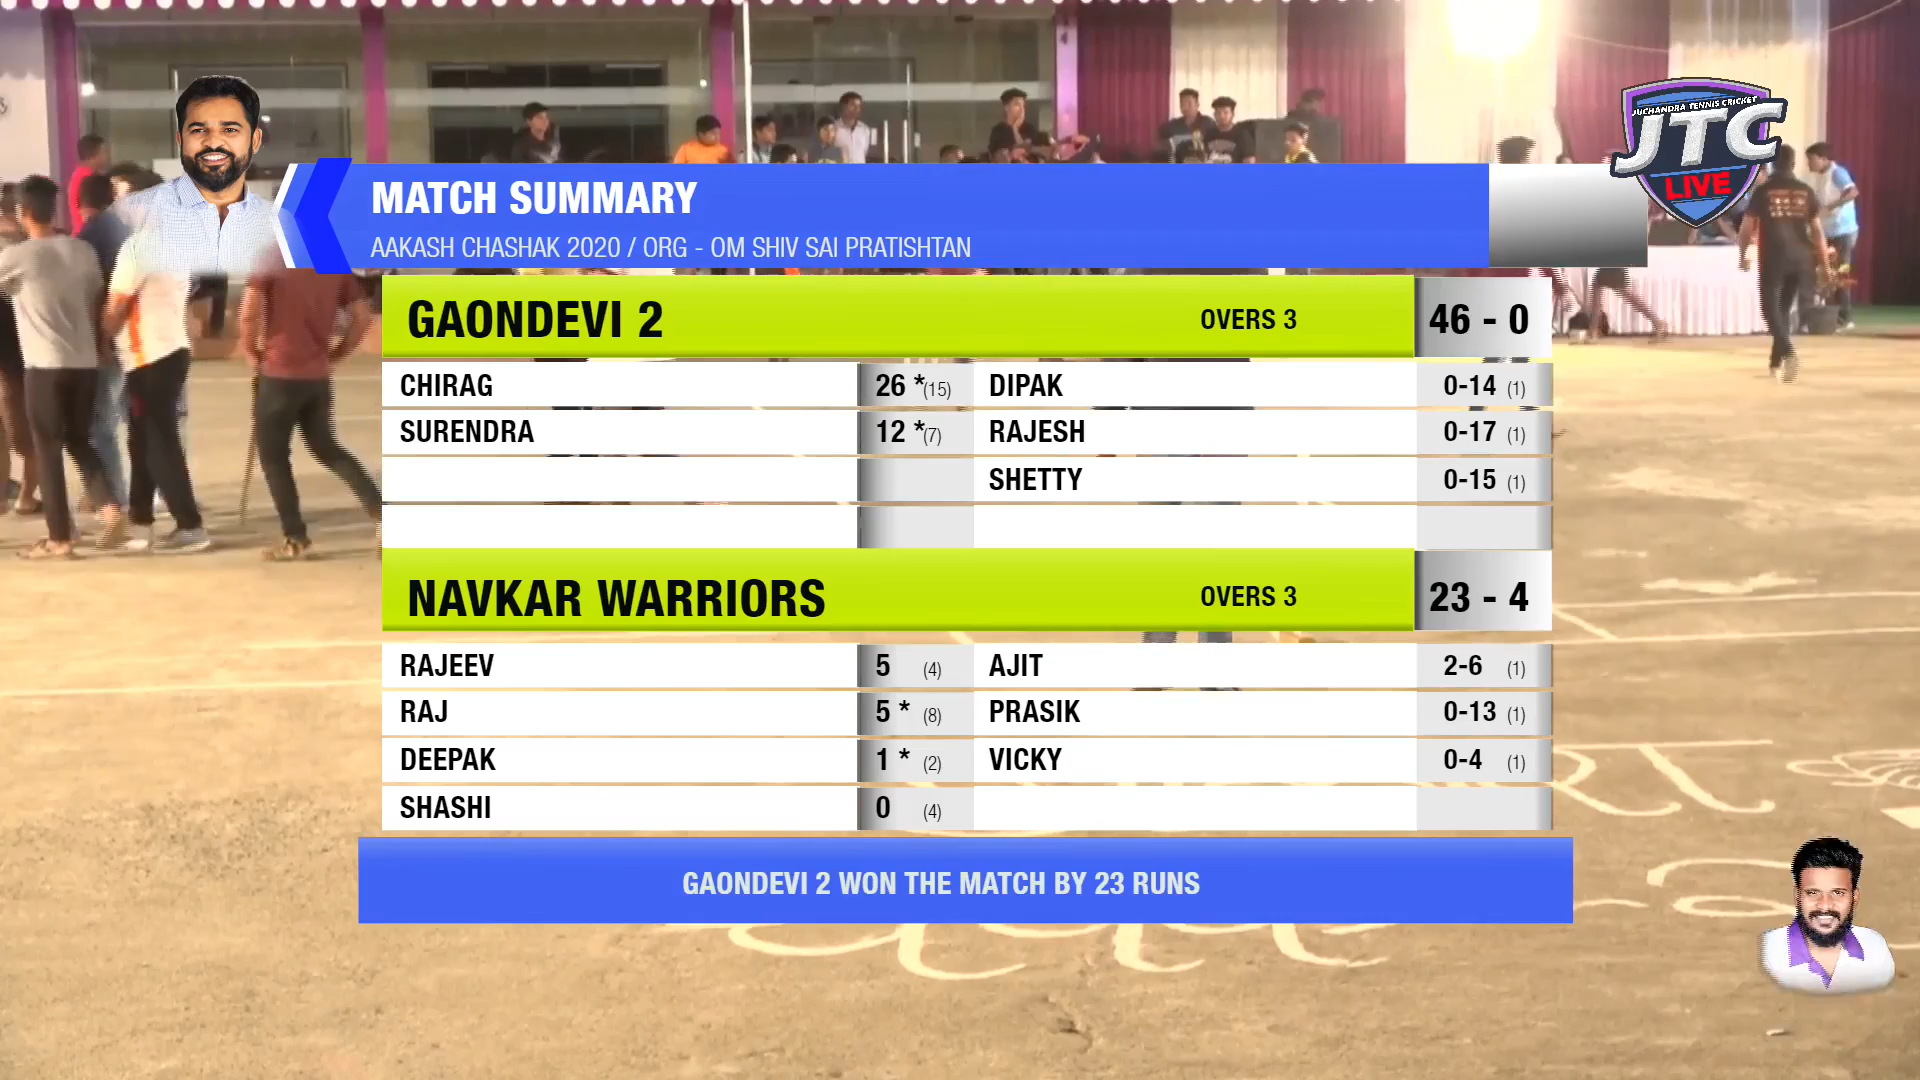 JUCHANDRA TENNIS CRICKET
JTC
LIVE
MATCH SUMMARY
AAKASH CHASHAK 2020 / ORG - OM SHIV SAI PRATISHTAN
GAONDEVI 2 OVERS 3 46 - 0
CHIRAG 26 *(15) DIPAK 0-14 (1)
SURENDRA 12 *(7) RAJESH 0-17 (1)
SHETTY 0-15 (1)
NAVKAR WARRIORS OVERS 3 23 - 4
RAJEEV 5 (4) AJIT 2-6 (1)
RAJ 5 * (8) PRASIK 0-13 (1)
DEEPAK 1 * (2) VICKY 0-4 (1)
SHASHI 0 (4)
GAONDEVI 2 WON THE MATCH BY 23 RUNS